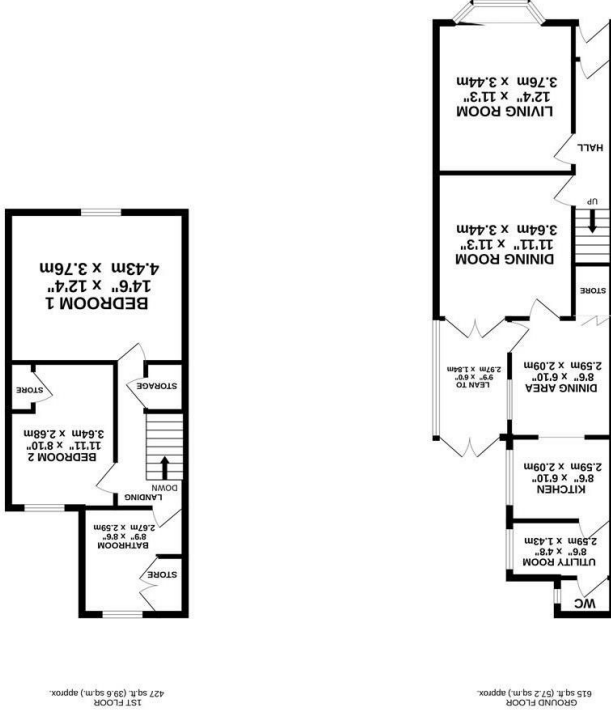 GROUND FLOOR
615 sq.ft. (57.2 sq.m.) approx.
WC
UTILITY ROOM
8'6" x 4'8"
2.59m x 1.43m
KITCHEN
8'6" x 6'10"
2.59m x 2.09m
DINING AREA
8'6" x 6'10"
2.59m x 2.09m
LEAN TO
9'9" x 6'0"
2.97m x 1.84m
STORE
DINING ROOM
11'11" x 11'3"
3.64m x 3.44m
UP
HALL
LIVING ROOM
12'4" x 11'3"
3.76m x 3.44m
1ST FLOOR
427 sq.ft. (39.6 sq.m.) approx.
STORE
BATHROOM
8'9" x 8'6"
2.67m x 2.59m
LANDING
DOWN
BEDROOM 2
11'11" x 8'10"
3.64m x 2.68m
STORAGE
STORE
BEDROOM 1
14'6" x 12'4"
4.43m x 3.76m